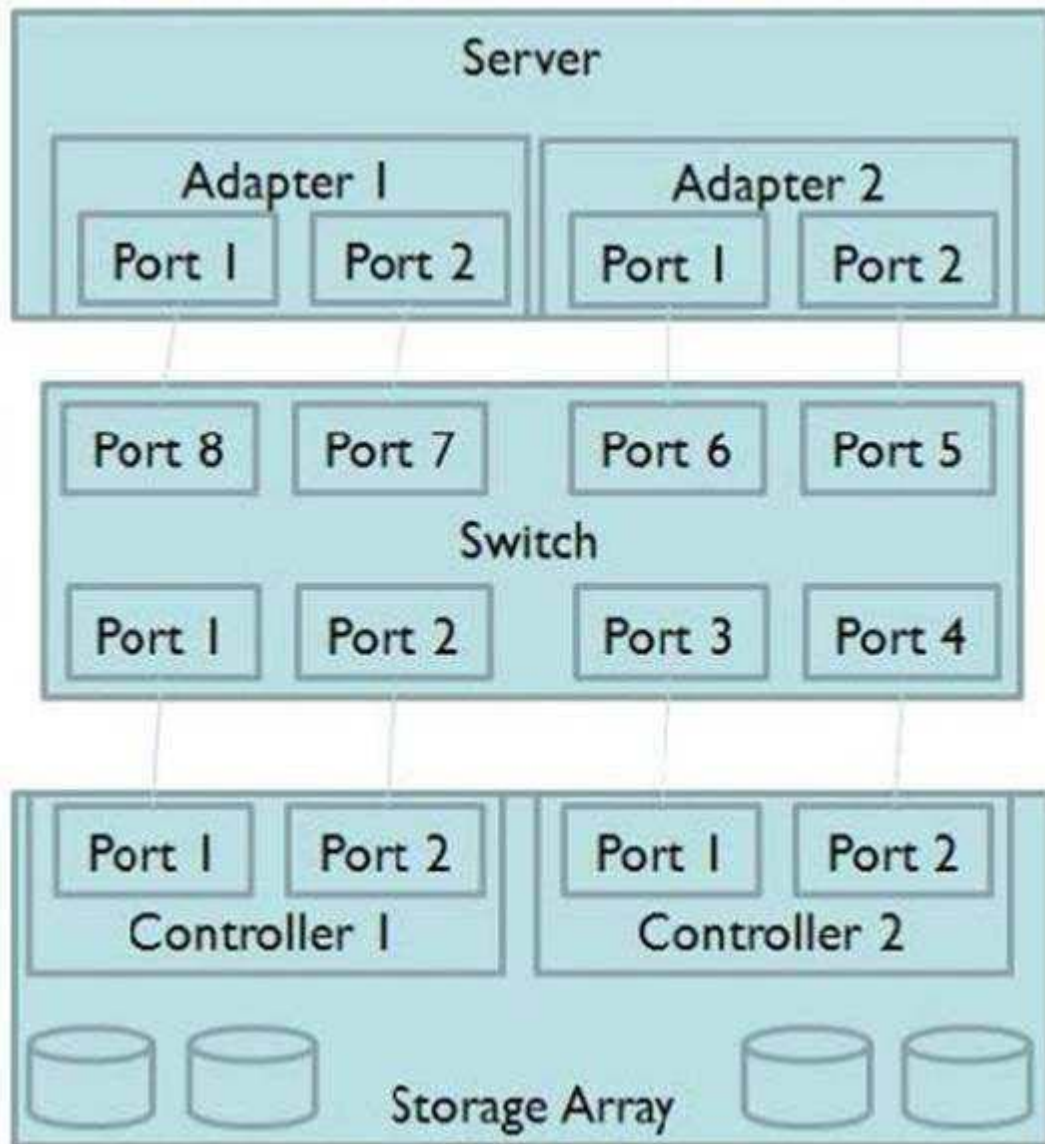 Server
Adapter 1
Adapter 2
Port 1
Port 2
Port 1
Port 2
Port 8
Port 7
Port 6
Port 5
Switch
Port 1
Port 2
Port 3
Port 4
Port 1
Port 2
Port 1
Port 2
Controller 1
Controller 2
Storage Array